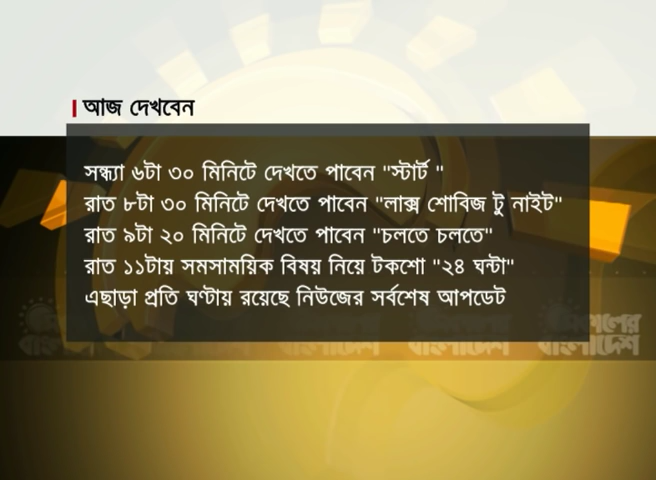 আজ দেখবেন
সন্ধ্যা ৬টা ৩০ মিনিটে দেখতে পাবেন "স্টার্ট "
রাত ৮টা ৩০ মিনিটে দেখতে পাবেন "লাক্স শোবিজ টু নাইট"
রাত ৯টা ২০ মিনিটে দেখতে পাবেন "চলতে চলতে"
রাত ১১টায় সমসাময়িক বিষয় নিয়ে টকশো "২৪ ঘন্টা"
এছাড়া প্রতি ঘণ্টায় রয়েছে নিউজের সর্বশেষ আপডেট